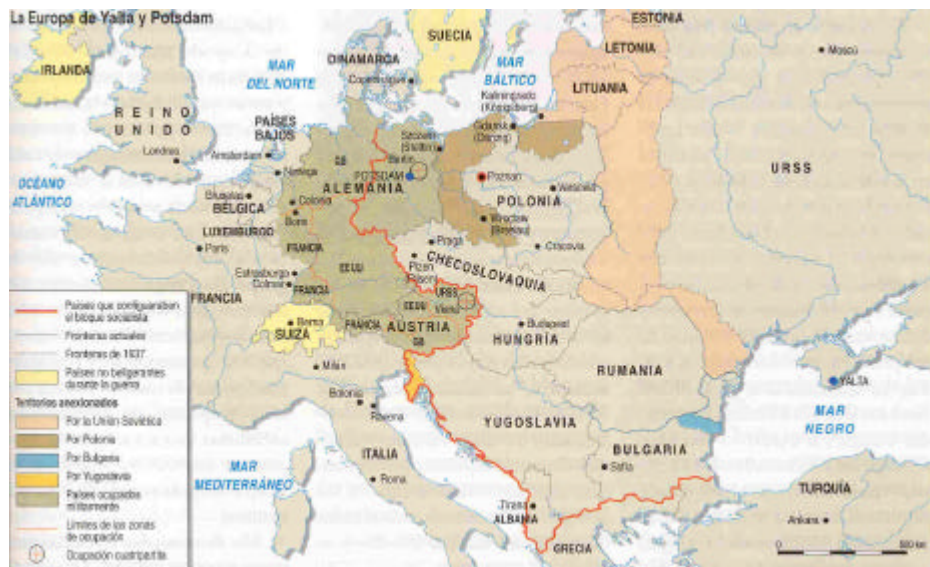 La Europa de Yalta y Potsdam
IRLANDA
REINO
UNIDO
Londres
MAR
DEL NORTE
DINAMARCA
Copenhague
SUECIA
MAR
BÁLTICO
ESTONIA
LETONIA
LITUANIA
Moscú
URSS
Kaliningrado
(Königsberg)
Gdansk
(Danzig)
PAÍSES
BAJOS
Amsterdam
Szczecin
(Stettin)
GB
Berlín
POTSDAM
ALEMANIA
Poznan
POLONIA
Wroclaw
(Breslau)
Cracovia
OCÉANO
ATLÁNTICO
Bruselas
BÉLGICA
Colonia
Bonn
LUXEMBURGO
París
FRANCIA
EEUU
Praga
Plzen
(Pilsen)
CHECOSLOVAQUIA
Estrasburgo
Colmar
FRANCIA
FRANCIA
URSS
Viena
EEUU
FRANCIA
AUSTRIA
GB
Berna
SUIZA
Budapest
HUNGRÍA
RUMANIA
YALTA
MAR
NEGRO
Milán
Bolonia
Ravena
ITALIA
Roma
YUGOSLAVIA
BULGARIA
Sofía
Tirana
ALBANIA
GRECIA
TURQUÍA
Ankara
MAR
MEDITERRÁNEO
Países que configuraban
el bloque socialista
Fronteras actuales
Fronteras de 1937
Países no beligerantes
durante la guerra
Territorios anexionados
Por la Unión Soviética
Por Polonia
Por Bulgaria
Por Yugoslavia
Países ocupados
militarmente
Límites de las zonas
de ocupación
Ocupación cuatripartita
0
500 km